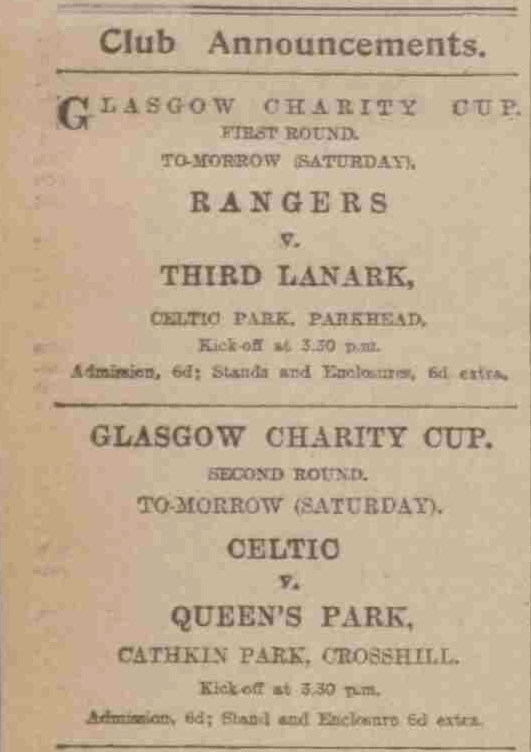 Club Announcements.
GLASGOW CHARITY CUP.
FIRST ROUND.
TO-MORROW (SATURDAY),
RANGERS
v.
THIRD LANARK,
CELTIC PARK, PARKHEAD,
Kick-off at 3.30 p.m.
Admission, 6d; Stands and Enclosures, 6d extra.
GLASGOW CHARITY CUP.
SECOND ROUND.
TO-MORROW (SATURDAY).
CELTIC
v.
QUEEN'S PARK,
CATHKIN PARK, CROSSHILL.
Kick-off at 3.30 p.m.
Admission, 6d; Stand and Enclosure 6d extra.